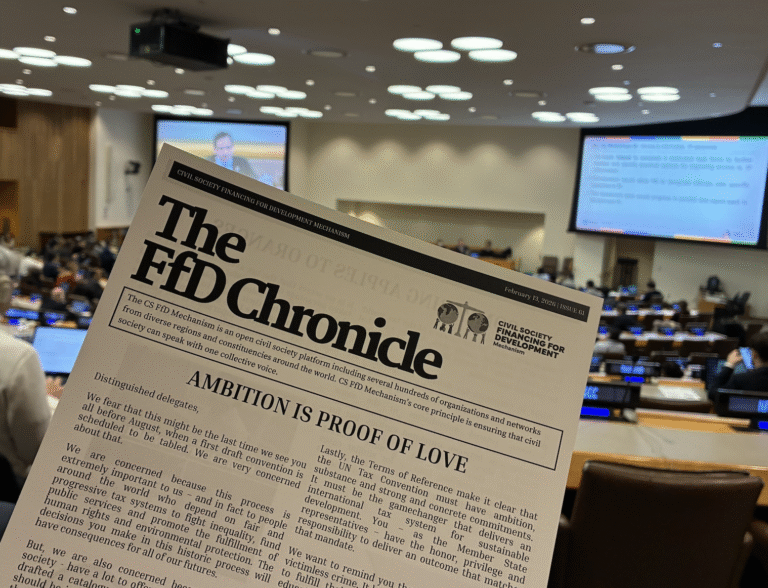 CIVIL SOCIETY FINANCING FOR DEVELOPMENT MECHANISM
February 13, 2026 | ISSUE 01
The
FfD Chronicle
CIVIL SOCIETY
FINANCING FOR
DEVELOPMENT
Mechanism
The CS FfD Mechanism is an open civil society platform including several hundreds of organizations and networks
from diverse regions and constituencies around the world. CS FfD Mechanism's core principle is ensuring that civil
society can speak with one collective voice.
AMBITION IS PROOF OF LOVE
Distinguished delegates,
We fear that this might be the last time we see you
all before August, when a first draft convention is
scheduled to be tabled. We are very concerned
about that.
We are concerned because this process is
extremely important to us - and in fact to people
around the world who depend on fair and
progressive tax systems to fight inequality, fund
public services and promote the fulfillment of
human rights and environmental protection. The
decisions you make in this historic process will
have consequences for all of our futures.
But, we are also concerned
society - have a lot to offer
drafted a catalo
should be
Lastly, the Terms of Reference make it clear that
the UN Tax Convention must have ambition,
substance and strong and concrete commitments.
It must be the gamechanger that delivers an
international tax system for sustainable
development. You - as the Member State
representatives - have the honor, privilege and
responsibility to deliver an outcome that match
that mandate.
We want to remind you th
victimless crime. It
to fulfill th